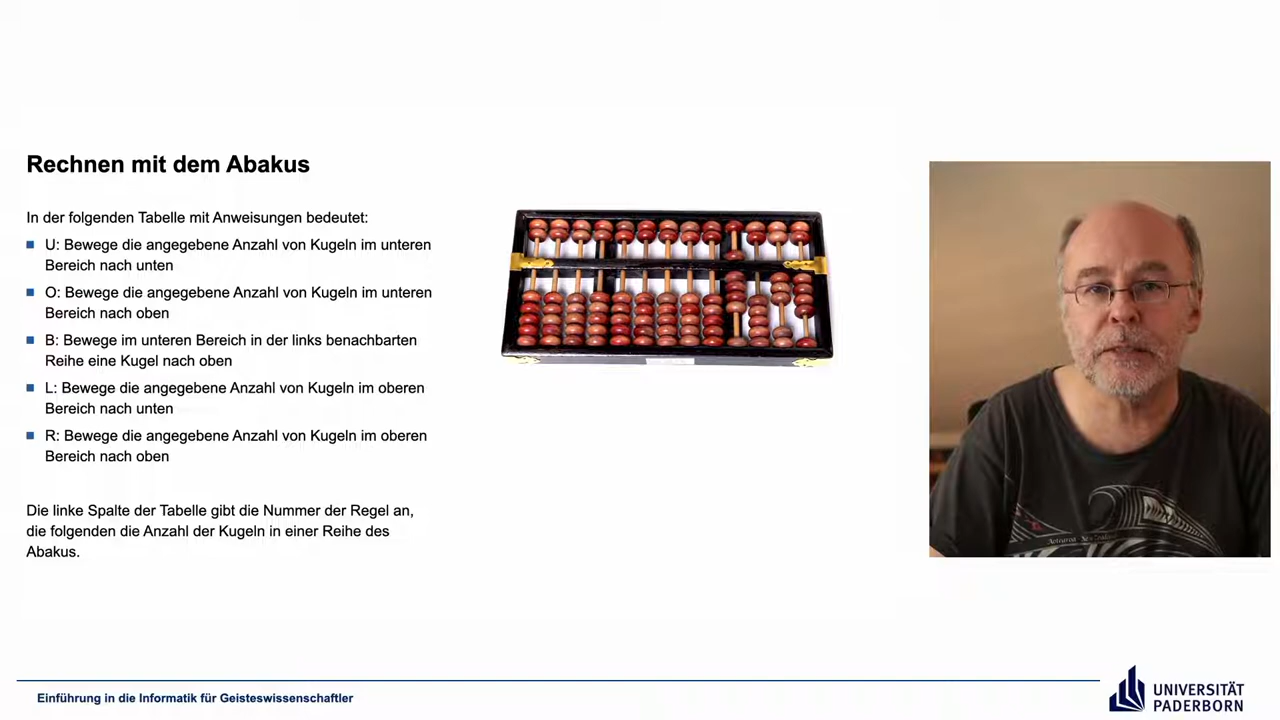 Rechnen mit dem Abakus
In der folgenden Tabelle mit Anweisungen bedeutet:
U: Bewege die angegebene Anzahl von Kugeln im unteren
Bereich nach unten
O: Bewege die angegebene Anzahl von Kugeln im unteren
Bereich nach oben
B: Bewege im unteren Bereich in der links benachbarten
Reihe eine Kugel nach oben
L: Bewege die angegebene Anzahl von Kugeln im oberen
Bereich nach unten
R: Bewege die angegebene Anzahl von Kugeln im oberen
Bereich nach oben
Die linke Spalte der Tabelle gibt die Nummer der Regel an,
die folgenden die Anzahl der Kugeln in einer Reihe des
Abakus.
Aotearoa - New Zealand
Einführung in die Informatik für Geisteswissenschaftler
UNIVERSITÄT
PADERBORN